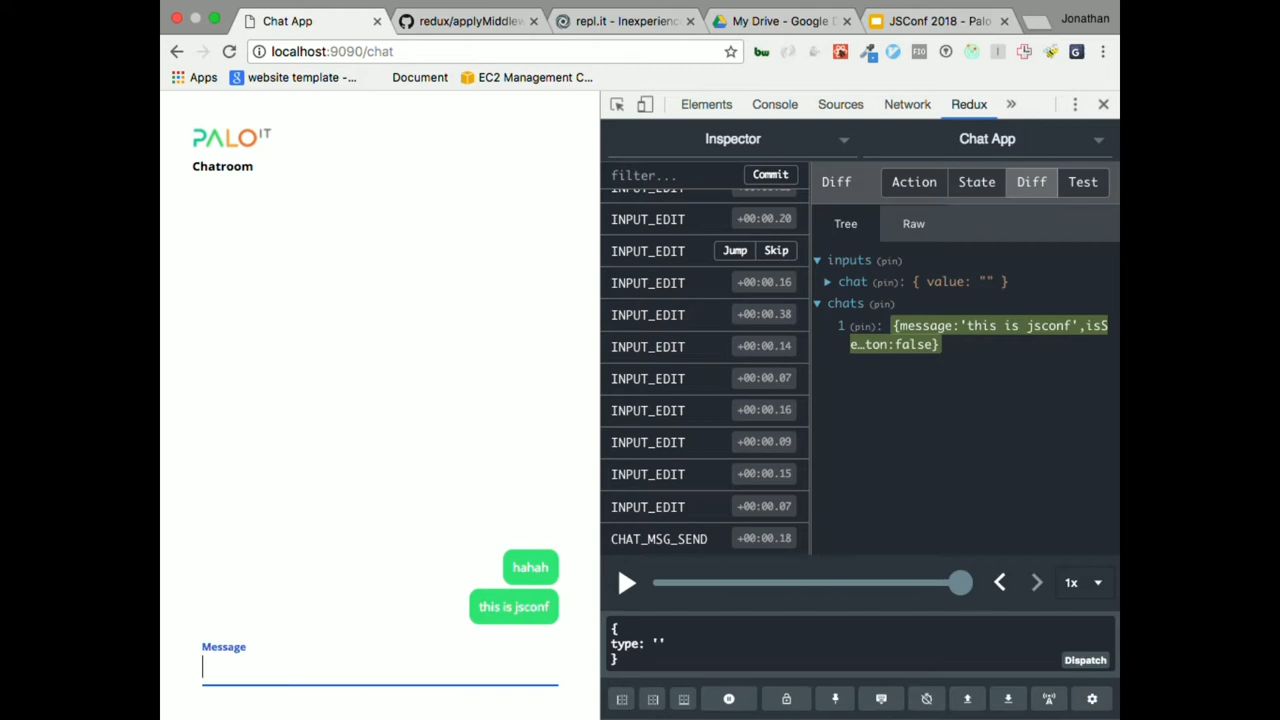 Chat App
redux/applyMiddlew
repl.it - Inexperienc
My Drive - Google D
JSConf 2018 - Palo
Jonathan
localhost:9090/chat
bw
FIO
G
Apps
website template -...
Document
EC2 Management C...
PALO IT
Chatroom
hahah
this is jsconf
Message
Elements
Console
Sources
Network
Redux
»
Inspector
Chat App
filter...
Commit
INPUT_EDIT
INPUT_EDIT +00:00.20
INPUT_EDIT Jump Skip
INPUT_EDIT +00:00.16
INPUT_EDIT +00:00.38
INPUT_EDIT +00:00.14
INPUT_EDIT +00:00.07
INPUT_EDIT +00:00.16
INPUT_EDIT +00:00.09
INPUT_EDIT +00:00.15
INPUT_EDIT +00:00.07
CHAT_MSG_SEND +00:00.18
Diff
Action
State
Diff
Test
Tree
Raw
inputs (pin)
chat (pin): { value: "" }
chats (pin)
1 (pin): {message:'this is jsconf',isS
e…ton:false}
1x
{
type: ''
}
Dispatch